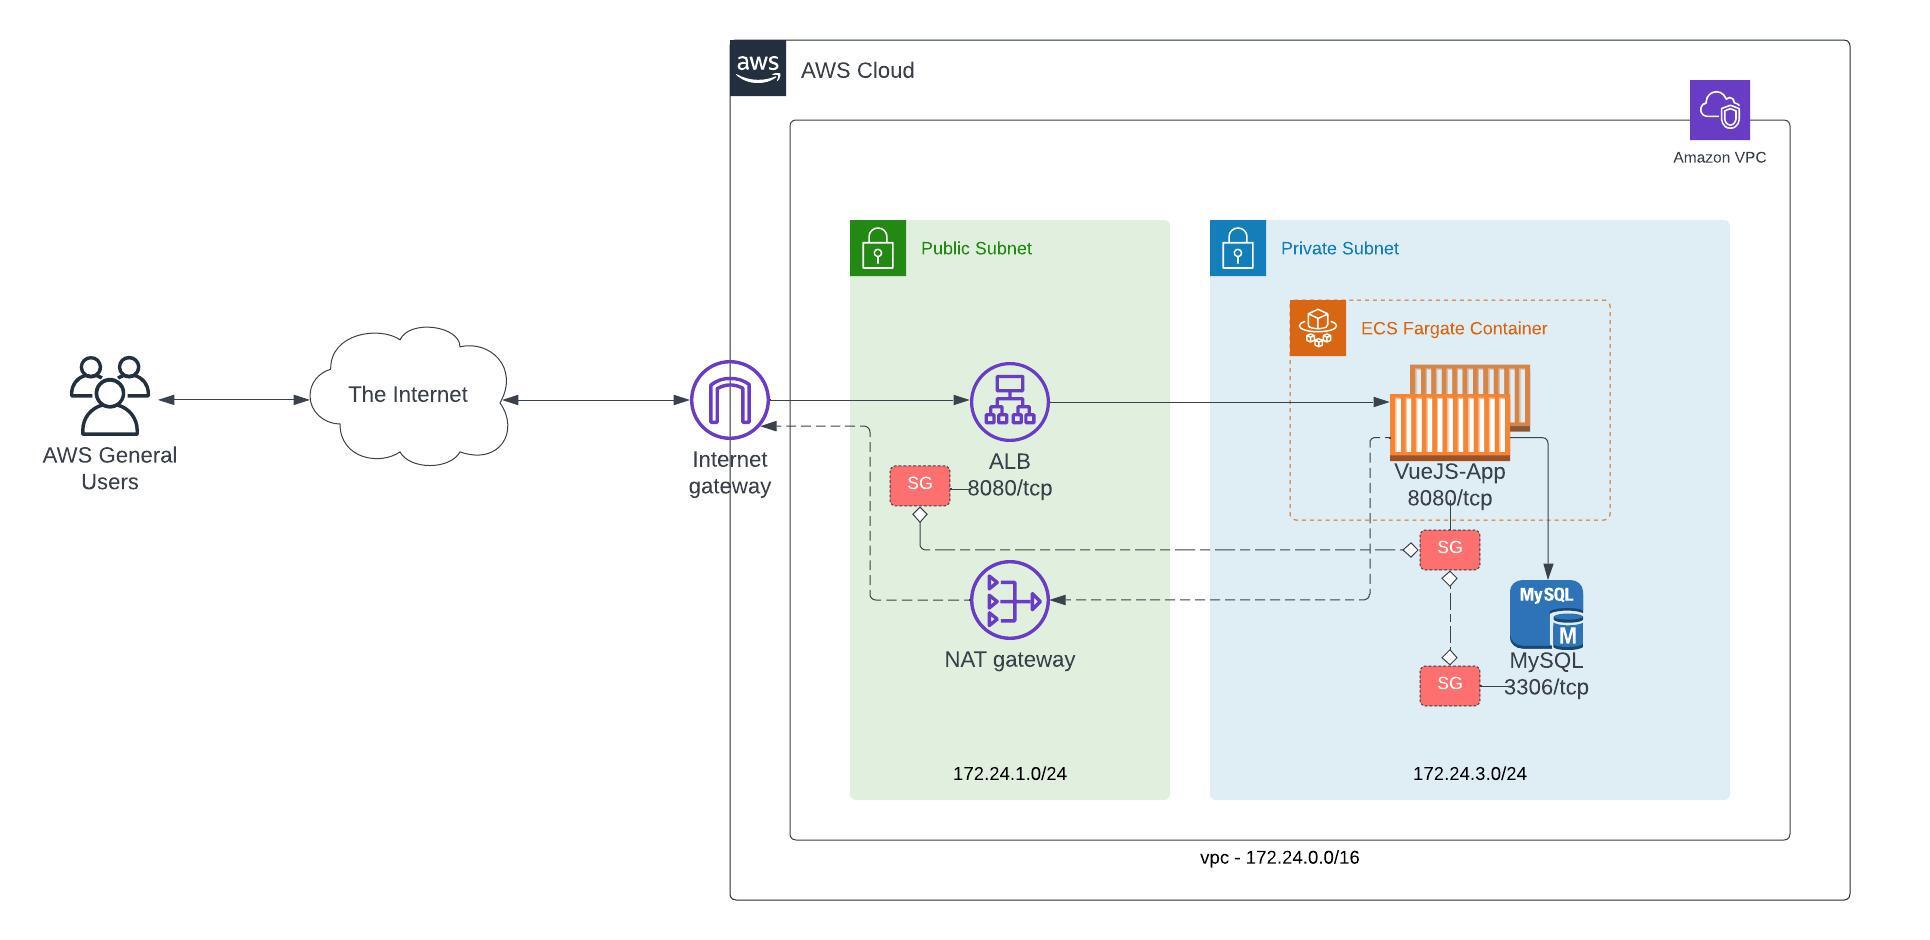 aws
AWS Cloud
Amazon VPC
Public Subnet
Private Subnet
ECS Fargate Container
The Internet
AWS General
Users
Internet
gateway
ALB
8080/tcp
SG
VueJS-App
8080/tcp
SG
MySQL
M
MySQL
3306/tcp
SG
NAT gateway
172.24.1.0/24
172.24.3.0/24
vpc - 172.24.0.0/16